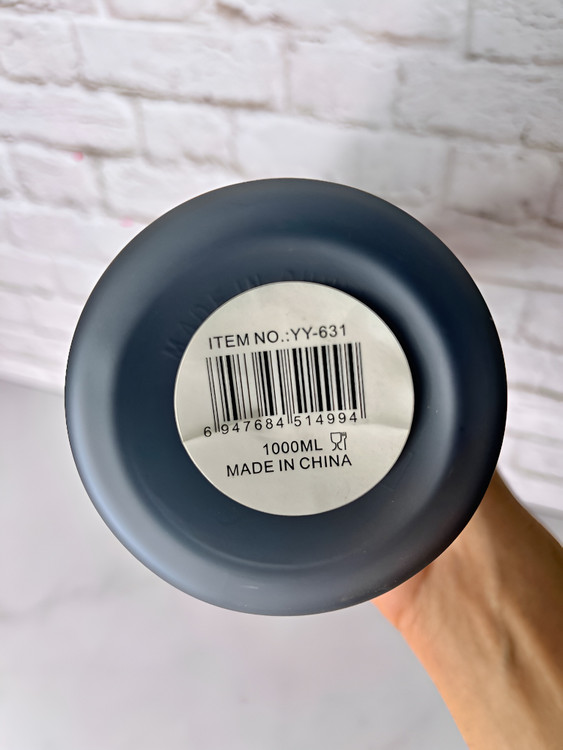 ITEM NO.:YY-631
6 947684 514994
1000ML
MADE IN CHINA